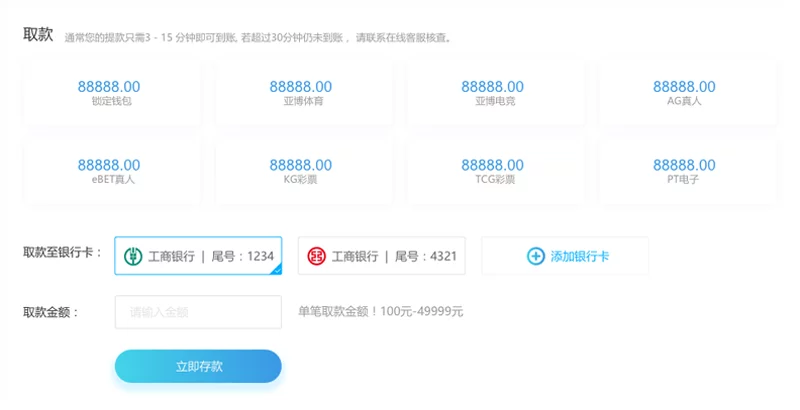 取款 通常您的提款只需3 - 15 分钟即可到账, 若超过30分钟仍未到账， 请联系在线客服核查。
88888.00 88888.00 88888.00 88888.00
锁定钱包 亚博体育 亚博电竞 AG真人
88888.00 88888.00 88888.00 88888.00
eBET真人 KG彩票 TCG彩票 PT电子
取款至银行卡： 工商银行 | 尾号：1234 工商银行 | 尾号：4321 添加银行卡
取款金额： 请输入金额 单笔取款金额！100元-49999元
立即存款